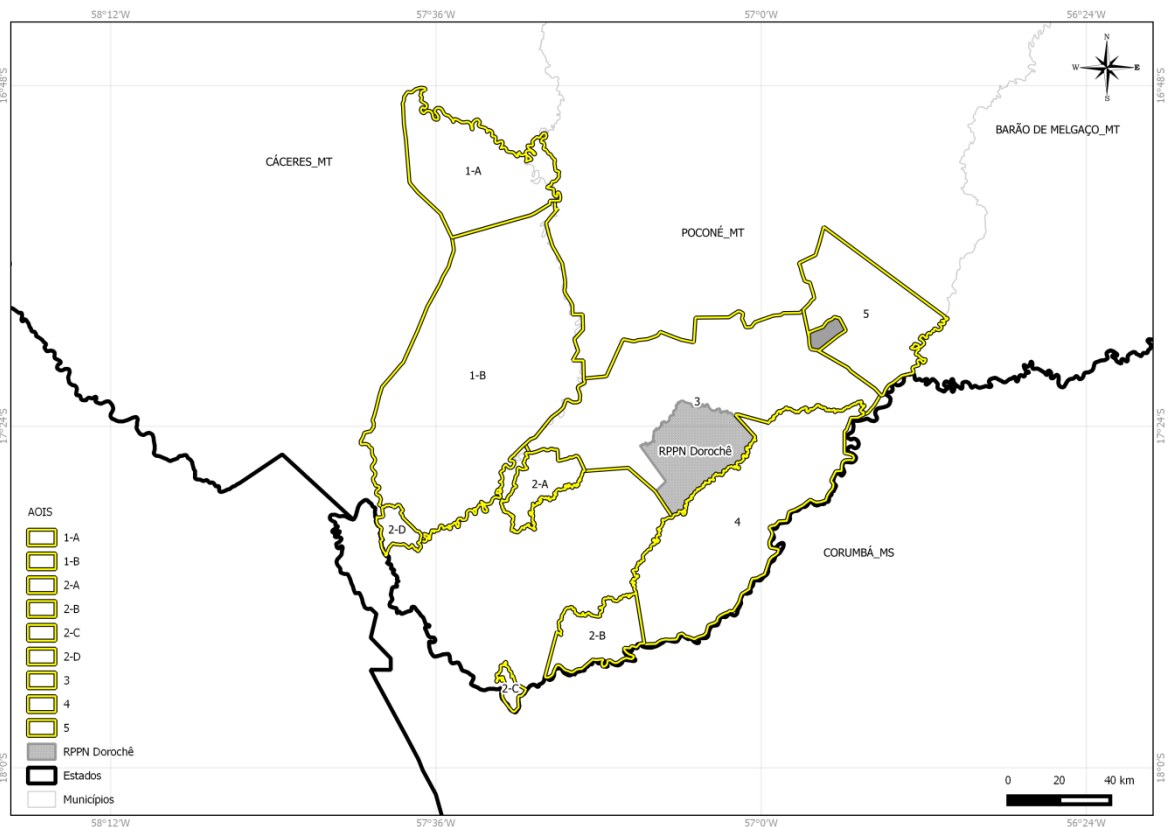 58°12'W
57°36'W
57°0'W
56°24'W
16°48'S
16°48'S
N
W
E
S
BARÃO DE MELGAÇO_MT
CÁCERES_MT
1-A
POCONÉ_MT
5
1-B
3
17°24'S
17°24'S
RPPN Dorochê
2-A
4
2-D
CORUMBÁ_MS
2-B
2-C
AOIS
1-A
1-B
2-A
2-B
2-C
2-D
3
4
5
RPPN Dorochê
Estados
Municípios
18°0'S
18°0'S
0 20 40 km
58°12'W
57°36'W
57°0'W
56°24'W